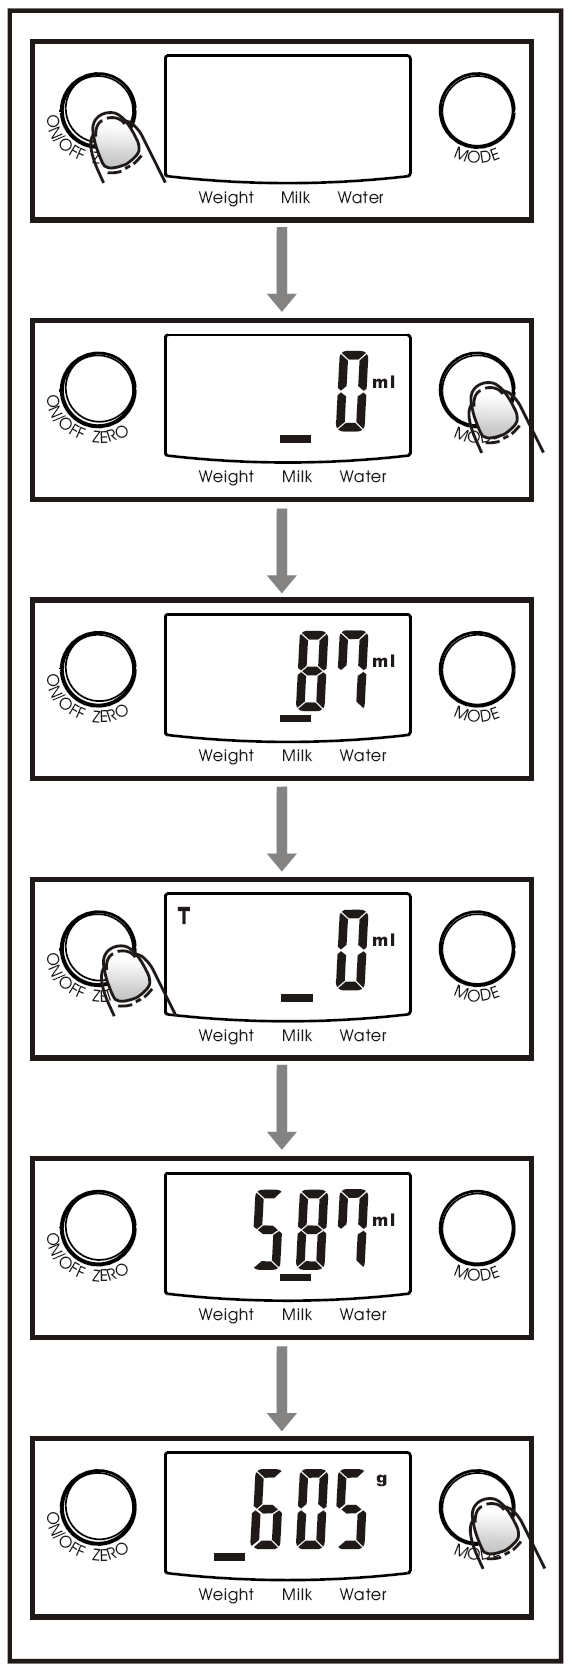 ON/OFF
MODE
Weight Milk Water
0 ml
ON/OFF ZERO
Weight Milk Water
87 ml
ON/OFF ZERO
MODE
Weight Milk Water
T
0 ml
ON/OFF
MODE
Weight Milk Water
587 ml
ON/OFF ZERO
MODE
Weight Milk Water
605 g
ON/OFF ZERO
Weight Milk Water